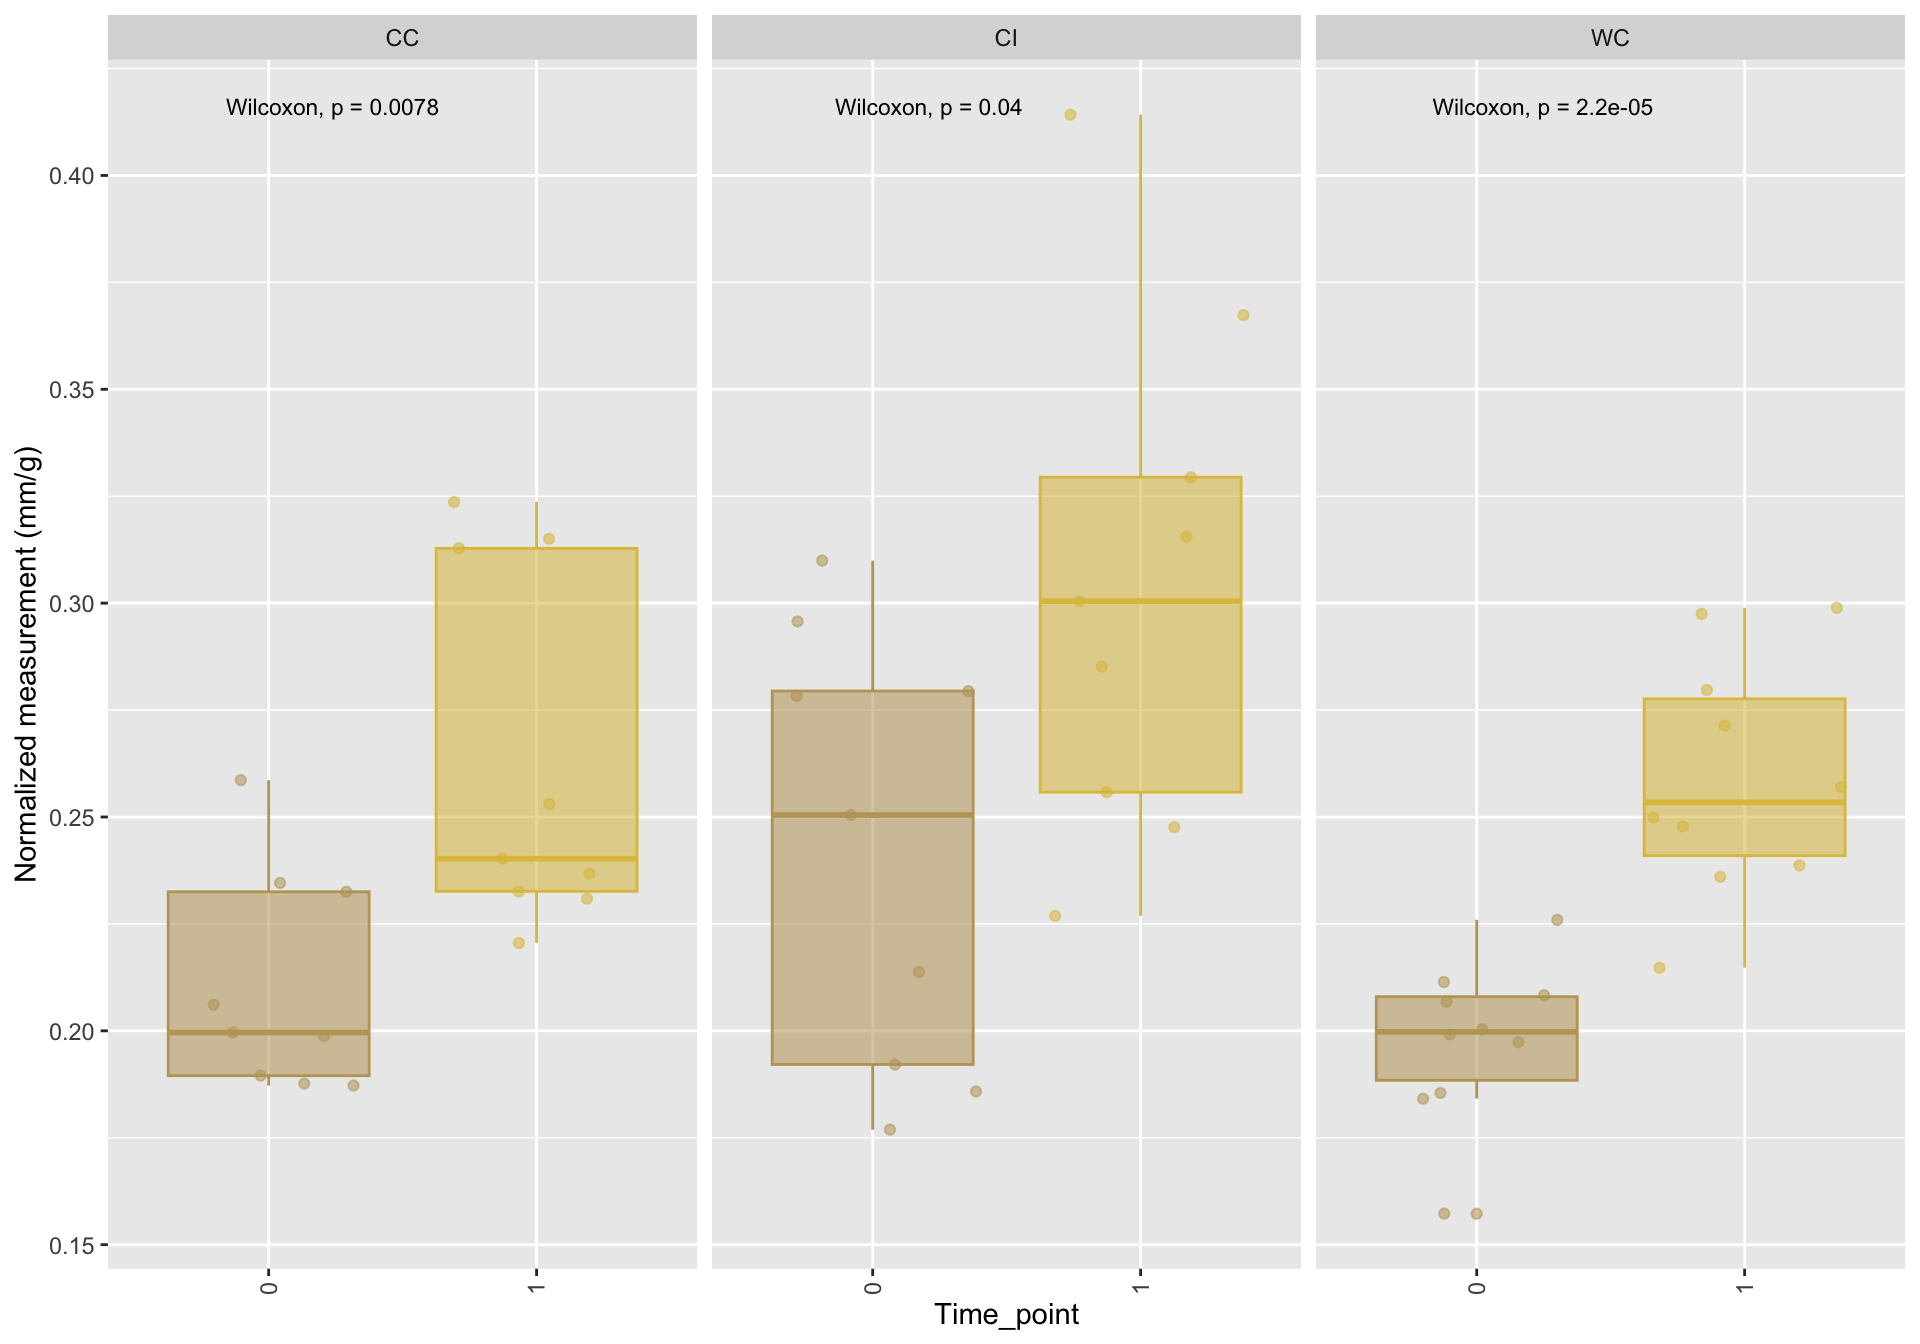 CC
CI
WC
Wilcoxon, p = 0.0078
Wilcoxon, p = 0.04
Wilcoxon, p = 2.2e-05
0.40
0.35
0.30
0.25
0.20
0.15
Normalized measurement (mm/g)
0
1
0
1
0
1
Time_point